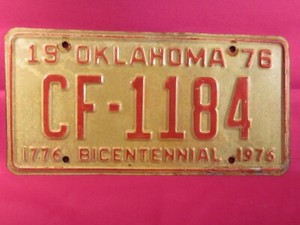 19 OKLAHOMA 76
CF-1184
1776 BICENTENNIAL 1976